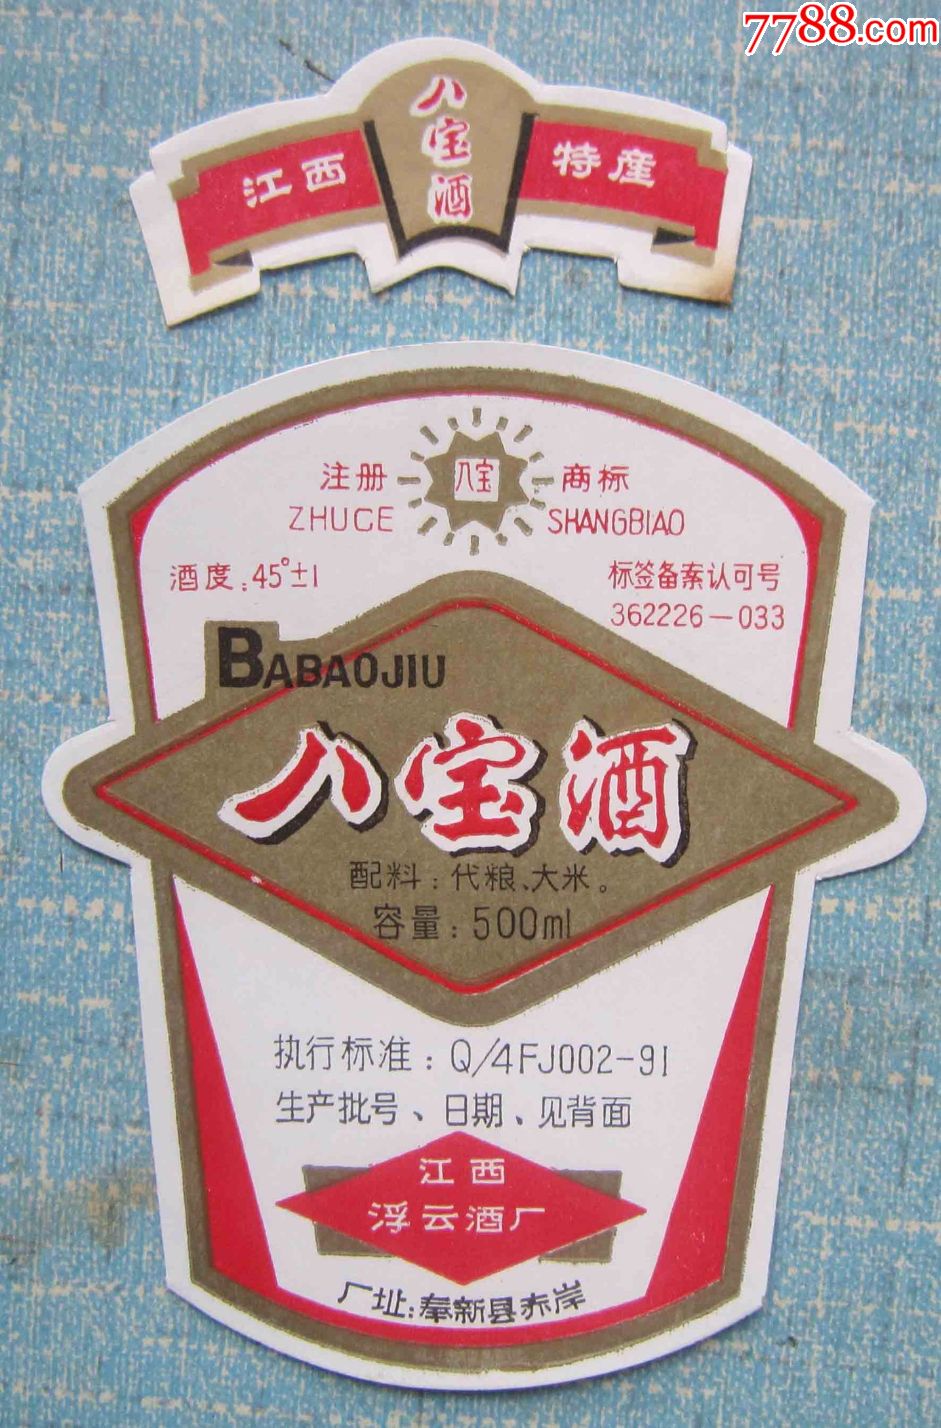 7788.com
八宝酒
江西 特產
注册 八宝 商标
ZHUCE SHANGBIAO
酒度:45°±1
标签备案认可号
362226-033
BABAOJIU
八宝酒
配料:代粮、大米。
容量:500ml
执行标准:Q/4FJ002-91
生产批号、日期、见背面
江西
浮云酒厂
厂址:奉新县赤岸